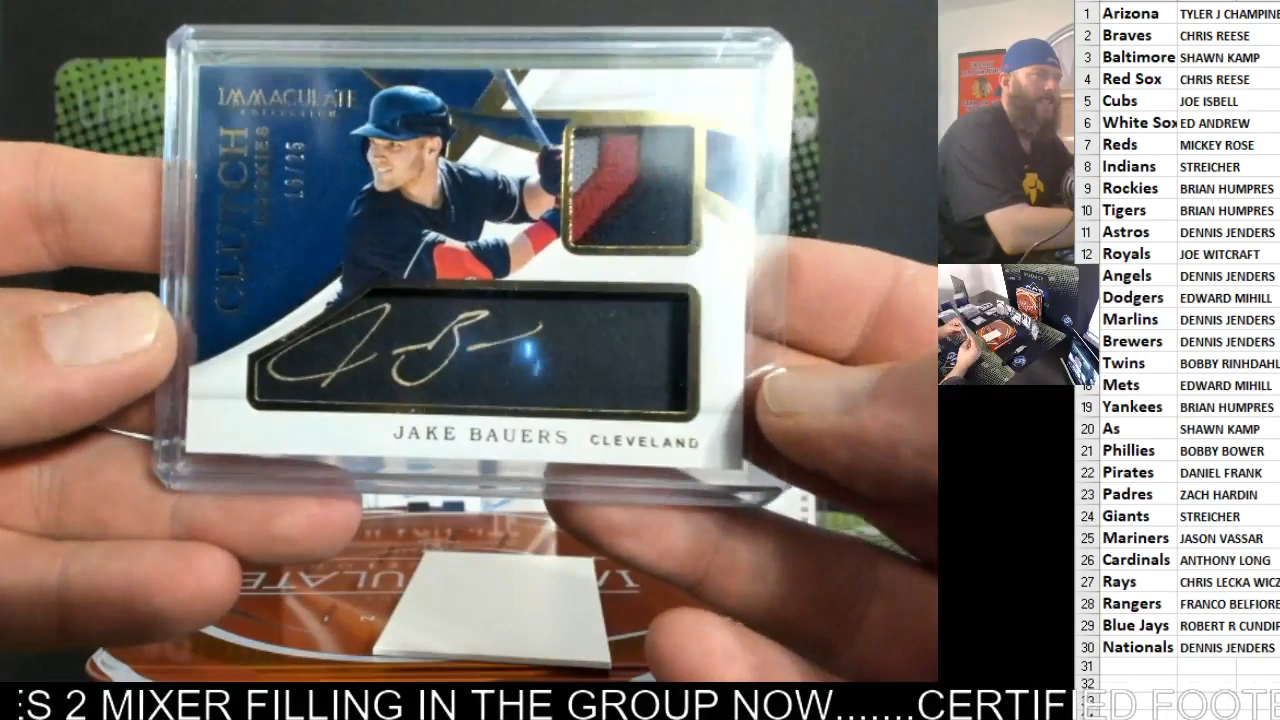 IMMACULATE
COLLECTION
CLUTCH
ROOKIES
JAKE BAUERS CLEVELAND
1 Arizona TYLER J CHAMPINE
2 Braves CHRIS REESE
3 Baltimore SHAWN KAMP
4 Red Sox CHRIS REESE
5 Cubs JOE ISBELL
6 White Sox ED ANDREW
7 Reds MICKEY ROSE
8 Indians STREICHER
9 Rockies BRIAN HUMPRES
10 Tigers BRIAN HUMPRES
11 Astros DENNIS JENDERS
12 Royals JOE WITCRAFT
Angels DENNIS JENDERS
Dodgers EDWARD MIHILL
Marlins DENNIS JENDERS
Brewers DENNIS JENDERS
Twins BOBBY RINHDAHL
18 Mets EDWARD MIHILL
19 Yankees BRIAN HUMPRES
20 As SHAWN KAMP
21 Phillies BOBBY BOWER
22 Pirates DANIEL FRANK
23 Padres ZACH HARDIN
24 Giants STREICHER
25 Mariners JASON VASSAR
26 Cardinals ANTHONY LONG
27 Rays CHRIS LECKA WICZ
28 Rangers FRANCO BELFIORE
29 Blue Jays ROBERT R CUNDIF
30 Nationals DENNIS JENDERS
31
32
ES 2 MIXER FILLING IN THE GROUP NOW.......CERTIFIED FOOTB